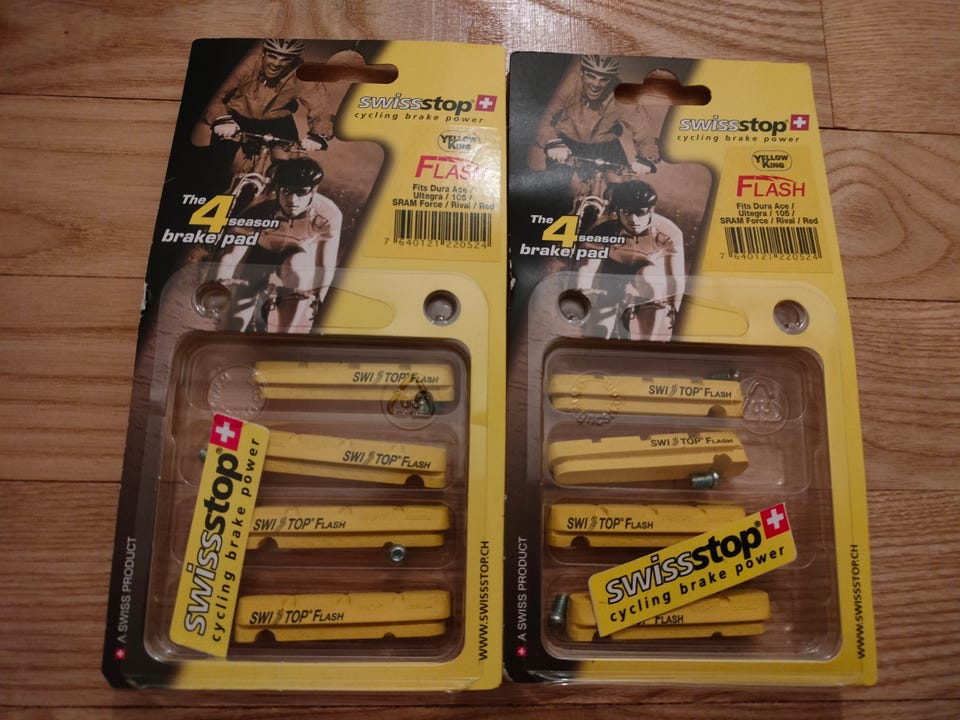 swissstop
cycling brake power
YELLOW KING
FLASH
Fits Dura Ace /
Ultegra / 105 /
SRAM Force / Rival / Red
7 640121 220524
The 4 season
brake pad
SWISSTOP® FLASH
SWISSTOP® FLASH
SWISSTOP® FLASH
SWISSTOP® FLASH
swissstop®
cycling brake power
A SWISS PRODUCT
WWW.SWISSSTOP.CH
swissstop®
cycling brake power
YELLOW KING
FLASH
Fits Dura Ace /
Ultegra / 105 /
SRAM Force / Rival / Red
7 640121 220524
The 4 season
brake pad
SWISSTOP® FLASH
SWISSTOP® FLASH
SWISSTOP® FLASH
FLASH
swissstop®
cycling brake power
A SWISS PRODUCT
WWW.SWISSSTOP.CH